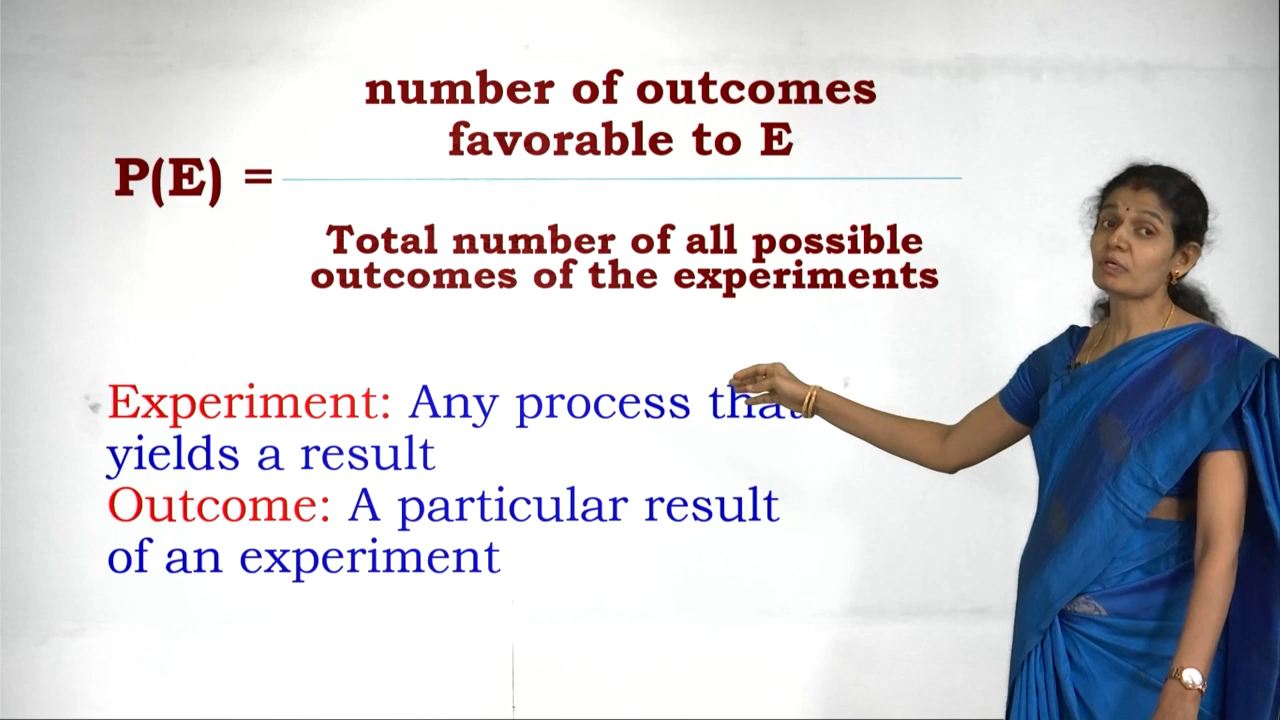 number of outcomes
favorable to E
P(E) =
Total number of all possible
outcomes of the experiments
Experiment: Any process that
yields a result
Outcome: A particular result
of an experiment